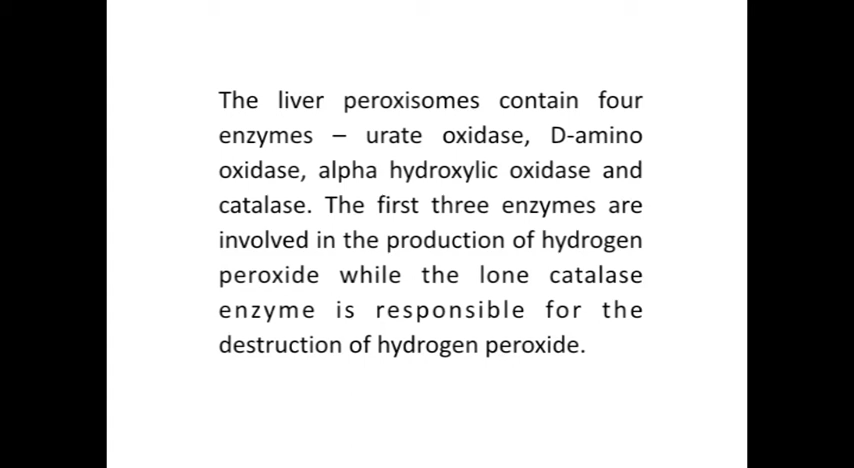 The liver peroxisomes contain four
enzymes – urate oxidase, D-amino
oxidase, alpha hydroxylic oxidase and
catalase. The first three enzymes are
involved in the production of hydrogen
peroxide while the lone catalase
enzyme is responsible for the
destruction of hydrogen peroxide.